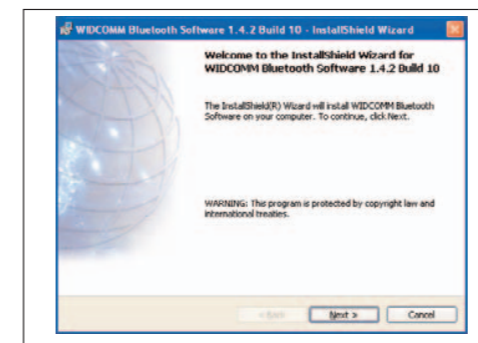 WIDCOMM Bluetooth Software 1.4.2 Build 10 - InstallShield Wizard
Welcome to the InstallShield Wizard for
WIDCOMM Bluetooth Software 1.4.2 Build 10
The InstallShield(R) Wizard will install WIDCOMM Bluetooth
Software on your computer. To continue, click Next.
WARNING: This program is protected by copyright law and
international treaties.
< Back Next > Cancel